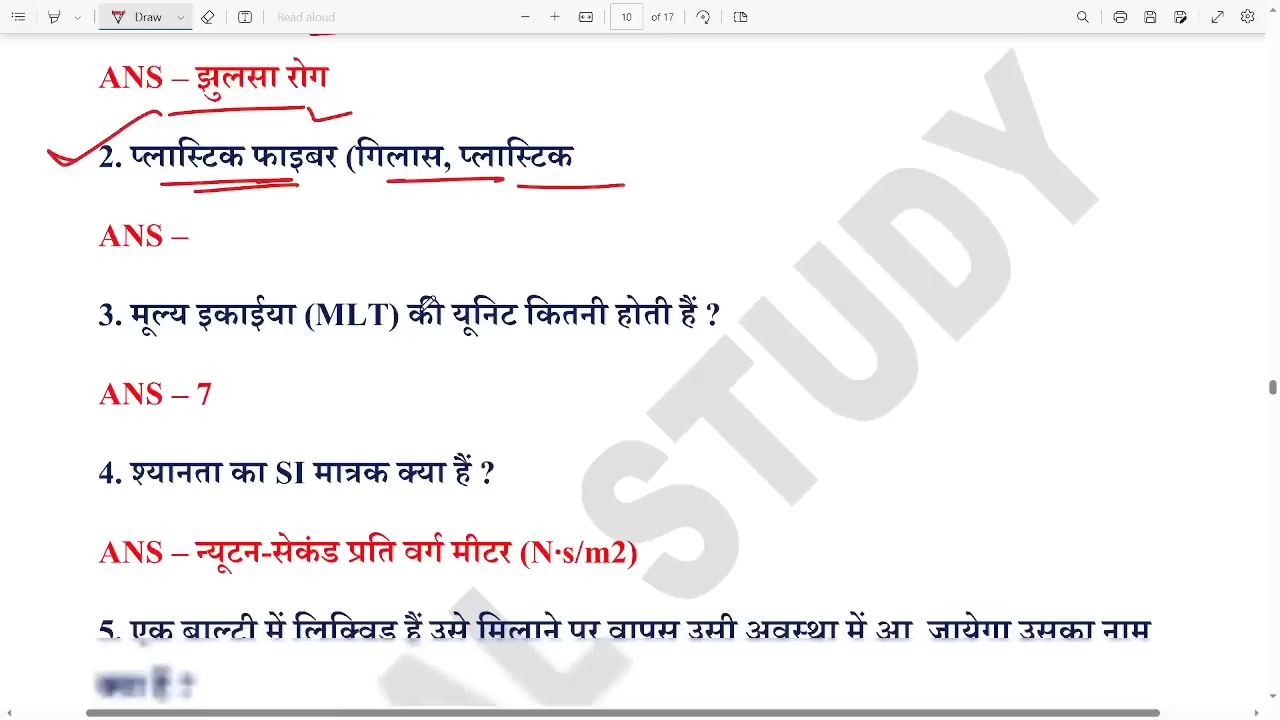 Draw
Read aloud
10 of 17
ANS – झुलसा रोग
2. प्लास्टिक फाइबर (गिलास, प्लास्टिक
ANS –
3. मूल्य इकाईया (MLT) की यूनिट कितनी होती हैं ?
ANS – 7
4. श्यानता का SI मात्रक क्या हैं ?
ANS – न्यूटन-सेकंड प्रति वर्ग मीटर (N·s/m2)
5. एक बाल्टी में लिक्विड हैं उसे मिलाने पर वापस उसी अवस्था में आ जायेगा उसका नाम
क्या हैं ?
AL STUDY